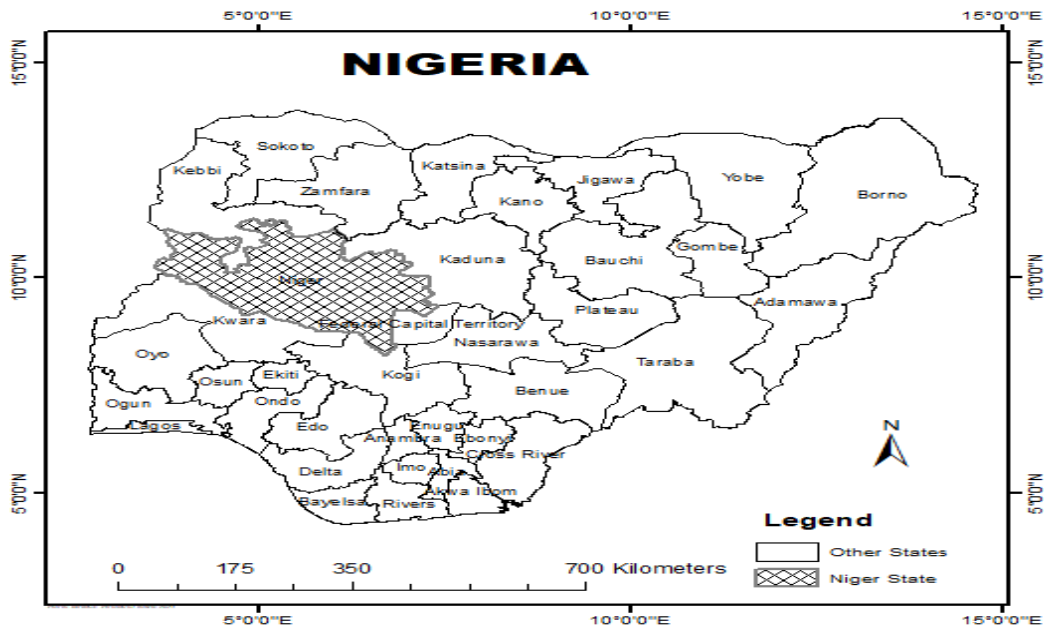 5°0'0"E 10°0'0"E 15°0'0"E
NIGERIA
15°0'0"N 15°0'0"N
Sokoto
Katsina
Kebbi
Jigawa
Yobe
Zamfara
Kano
Borno
Gombe
Kaduna
Bauchi
10°0'0"N 10°0'0"N
Niger
Adamawa
Plateau
Kwara
Federal Capital Territory
Nasarawa
Oyo
Taraba
Osun
Ekiti
Kogi
Benue
Ogun
Ondo
Lagos
Edo
Enugu
Anambra
Ebonyi
Cross River
Delta
Imo
Abia
Akwa Ibom
5°0'0"N 5°0'0"N
Bayelsa
Rivers
N
Legend
Other States
Niger State
0 175 350 700 Kilometers
5°0'0"E 10°0'0"E 15°0'0"E